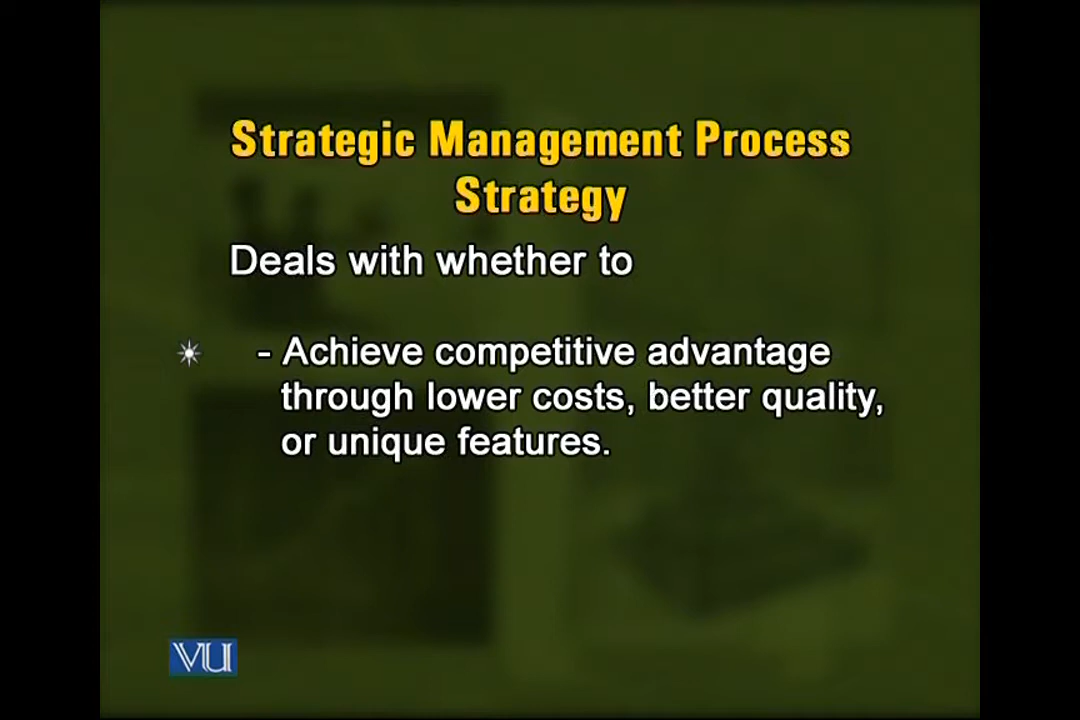 Strategic Management Process
Strategy
Deals with whether to
- Achieve competitive advantage
through lower costs, better quality,
or unique features.
VU